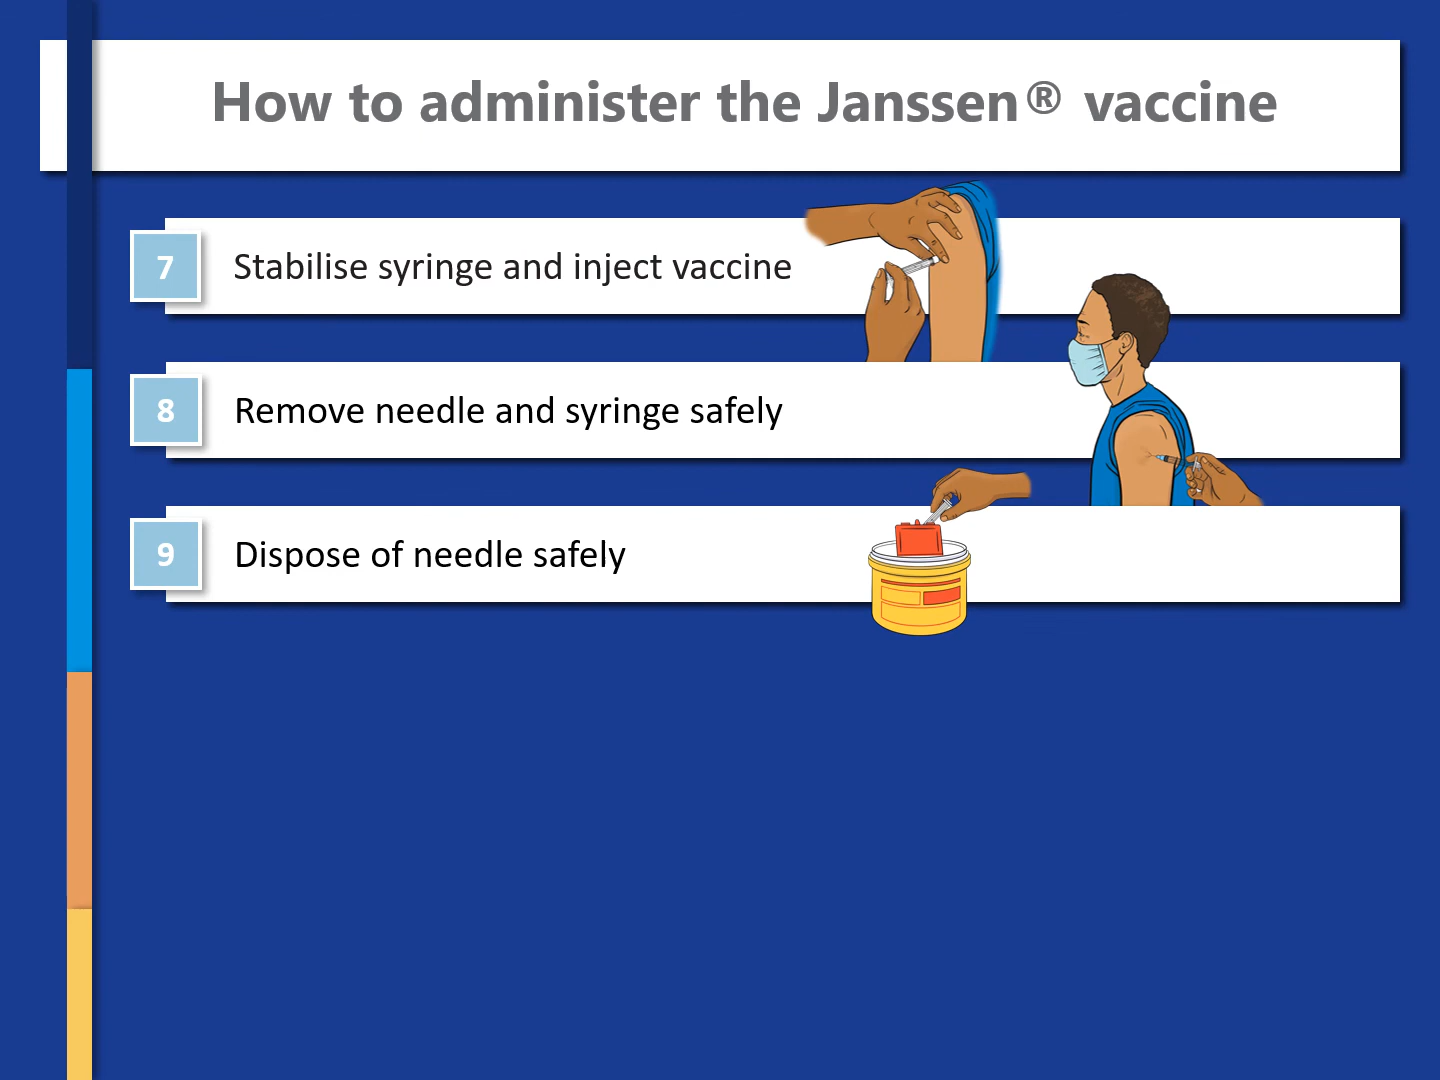 How to administer the Janssen® vaccine
7 Stabilise syringe and inject vaccine
8 Remove needle and syringe safely
9 Dispose of needle safely